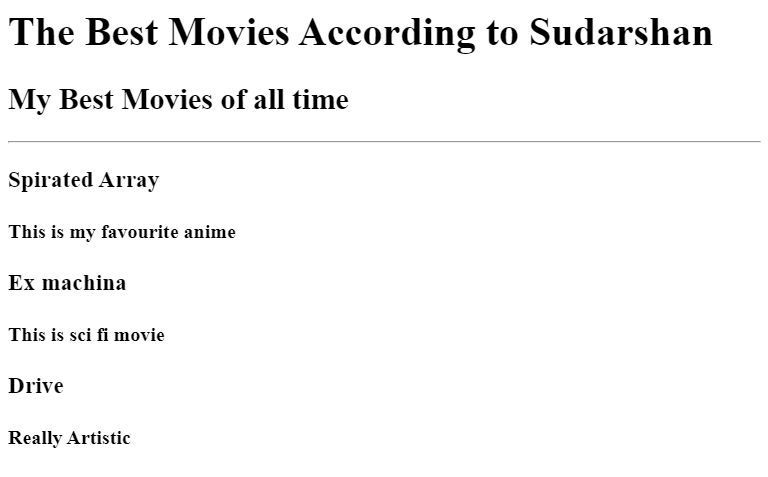 The Best Movies According to Sudarshan
My Best Movies of all time
Spirated Array
This is my favourite anime
Ex machina
This is sci fi movie
Drive
Really Artistic